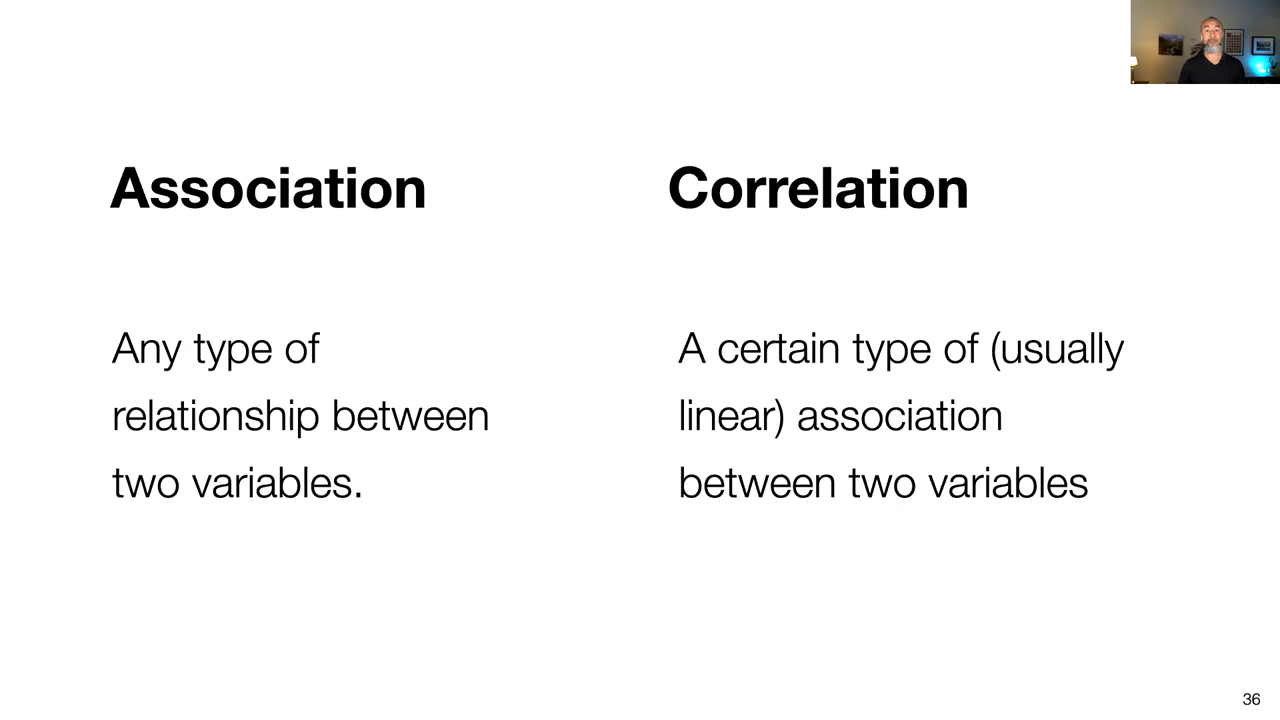 Association
Any type of
relationship between
two variables.
Correlation
A certain type of (usually
linear) association
between two variables
36